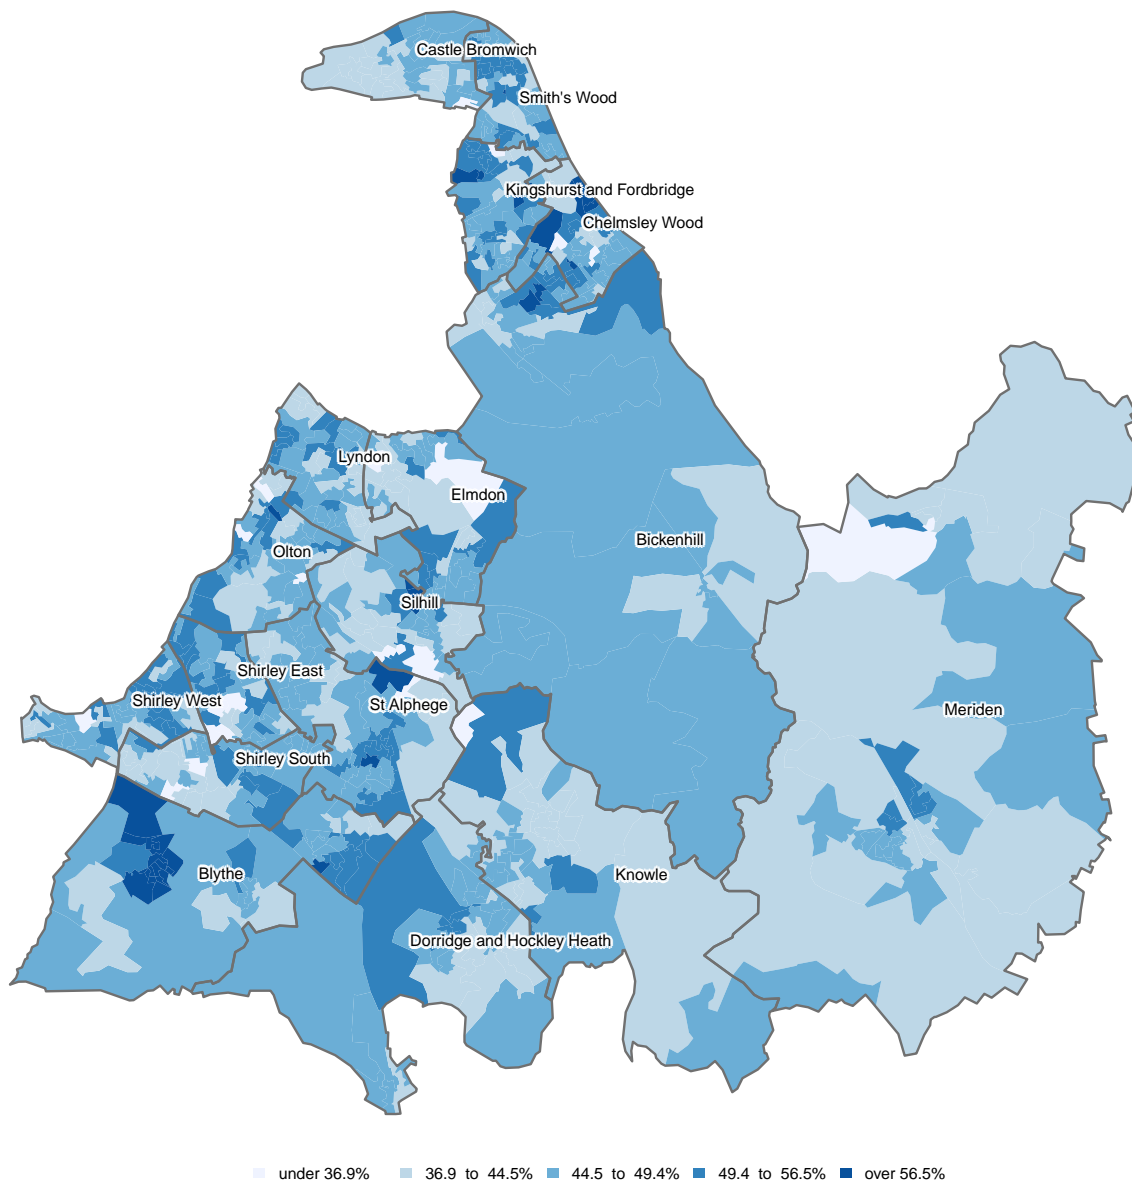 Castle Bromwich
Smith's Wood
Kingshurst and Fordbridge
Chelmsley Wood
Lyndon
Elmdon
Bickenhill
Olton
Silhill
Shirley East
Shirley West
St Alphege
Meriden
Shirley South
Blythe
Knowle
Dorridge and Hockley Heath
under 36.9% 36.9 to 44.5% 44.5 to 49.4% 49.4 to 56.5% over 56.5%